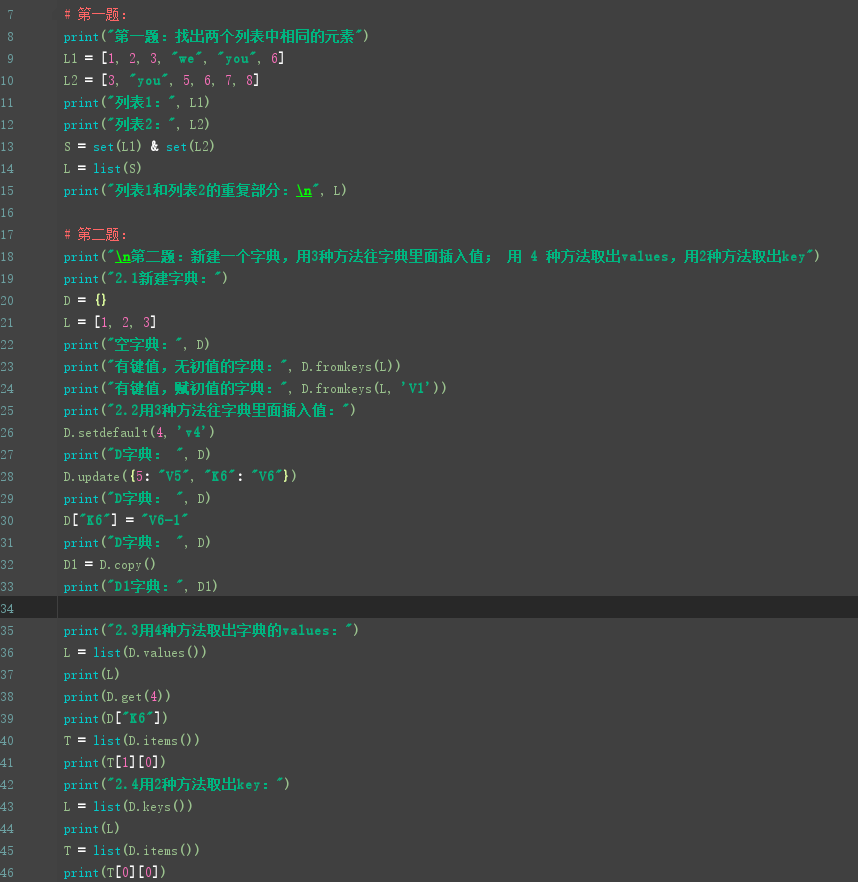 7 # 第一题:
8 print("第一题：找出两个列表中相同的元素")
9 L1 = [1, 2, 3, "we", "you", 6]
10 L2 = [3, "you", 5, 6, 7, 8]
11 print("列表1：", L1)
12 print("列表2：", L2)
13 S = set(L1) & set(L2)
14 L = list(S)
15 print("列表1和列表2的重复部分：\n", L)
16
17 # 第二题:
18 print("\n第二题：新建一个字典，用3种方法往字典里面插入值； 用 4 种方法取出values，用2种方法取出key")
19 print("2.1新建字典：")
20 D = {}
21 L = [1, 2, 3]
22 print("空字典：", D)
23 print("有键值，无初值的字典：", D.fromkeys(L))
24 print("有键值，赋初值的字典：", D.fromkeys(L, 'V1'))
25 print("2.2用3种方法往字典里面插入值：")
26 D.setdefault(4, 'v4')
27 print("D字典： ", D)
28 D.update({5: "V5", "K6": "V6"})
29 print("D字典： ", D)
30 D["K6"] = "V6-1"
31 print("D字典： ", D)
32 D1 = D.copy()
33 print("D1字典：", D1)
34
35 print("2.3用4种方法取出字典的values：")
36 L = list(D.values())
37 print(L)
38 print(D.get(4))
39 print(D["K6"])
40 T = list(D.items())
41 print(T[1][0])
42 print("2.4用2种方法取出key：")
43 L = list(D.keys())
44 print(L)
45 T = list(D.items())
46 print(T[0][0])